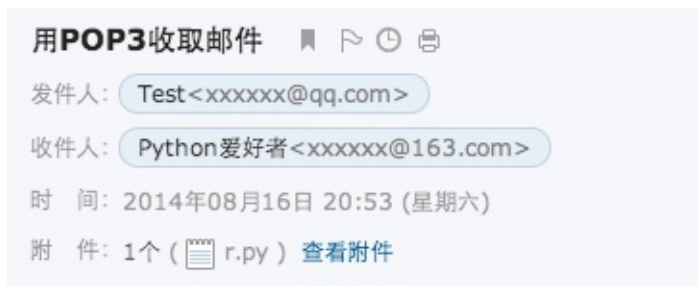 用POP3收取邮件
发件人: Test<xxxxxx@qq.com>
收件人: Python爱好者<xxxxxx@163.com>
时 间: 2014年08月16日 20:53 (星期六)
附 件: 1个 ( r.py ) 查看附件